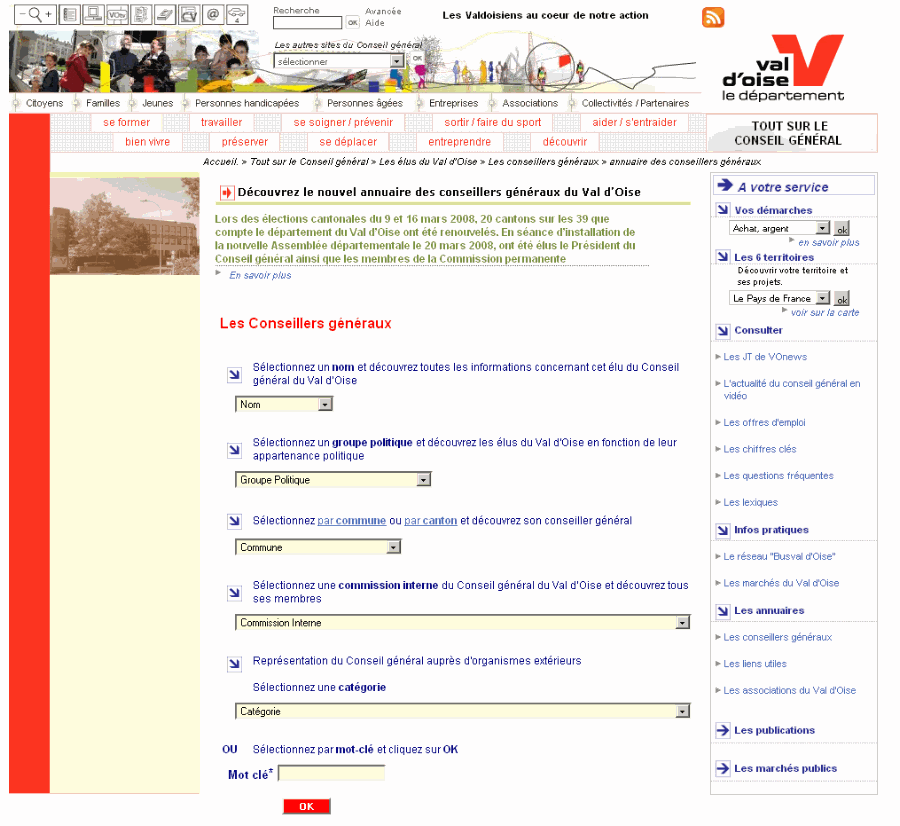 Recherche
Avancée
OK
Aide
Les Valdoisiens au coeur de notre action
Les autres sites du Conseil général
sélectionner
OK
val
d'oise
le département
Citoyens
Familles
Jeunes
Personnes handicapées
Personnes âgées
Entreprises
Associations
Collectivités / Partenaires
se former
travailler
se soigner / prévenir
sortir / faire du sport
aider / s'entraider
bien vivre
préserver
se déplacer
entreprendre
découvrir
TOUT SUR LE
CONSEIL GÉNÉRAL
Accueil. > Tout sur le Conseil général > Les élus du Val d'Oise > Les conseillers généraux > annuaire des conseillers généraux
Découvrez le nouvel annuaire des conseillers généraux du Val d'Oise
Lors des élections cantonales du 9 et 16 mars 2008, 20 cantons sur les 39 que
compte le département du Val d'Oise ont été renouvelés. En séance d'installation de
la nouvelle Assemblée départementale le 20 mars 2008, ont été élus le Président du
Conseil général ainsi que les membres de la Commission permanente
En savoir plus
Les Conseillers généraux
Sélectionnez un nom et découvrez toutes les informations concernant cet élu du Conseil
général du Val d'Oise
Nom
Sélectionnez un groupe politique et découvrez les élus du Val d'Oise en fonction de leur
appartenance politique
Groupe Politique
Sélectionnez par commune ou par canton et découvrez son conseiller général
Commune
Sélectionnez une commission interne du Conseil général du Val d'Oise et découvrez tous
ses membres
Commission Interne
Représentation du Conseil général auprès d'organismes extérieurs
Sélectionnez une catégorie
Catégorie
OU Sélectionnez par mot-clé et cliquez sur OK
Mot clé*
OK
A votre service
Vos démarches
Achat, argent
ok
en savoir plus
Les 6 territoires
Découvrir votre territoire et
ses projets.
Le Pays de France
ok
voir sur la carte
Consulter
Les JT de VOnews
L'actualité du conseil général en
vidéo
Les offres d'emploi
Les chiffres clés
Les questions fréquentes
Les lexiques
Infos pratiques
Le réseau "Busval d'Oise"
Les marchés du Val d'Oise
Les annuaires
Les conseillers généraux
Les liens utiles
Les associations du Val d'Oise
Les publications
Les marchés publics